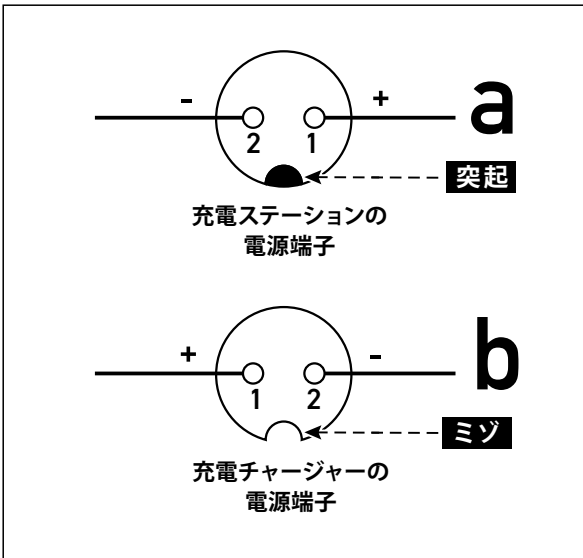 - + a
2 1
突起
充電ステーションの
電源端子
+ - b
1 2
ミゾ
充電チャージャーの
電源端子